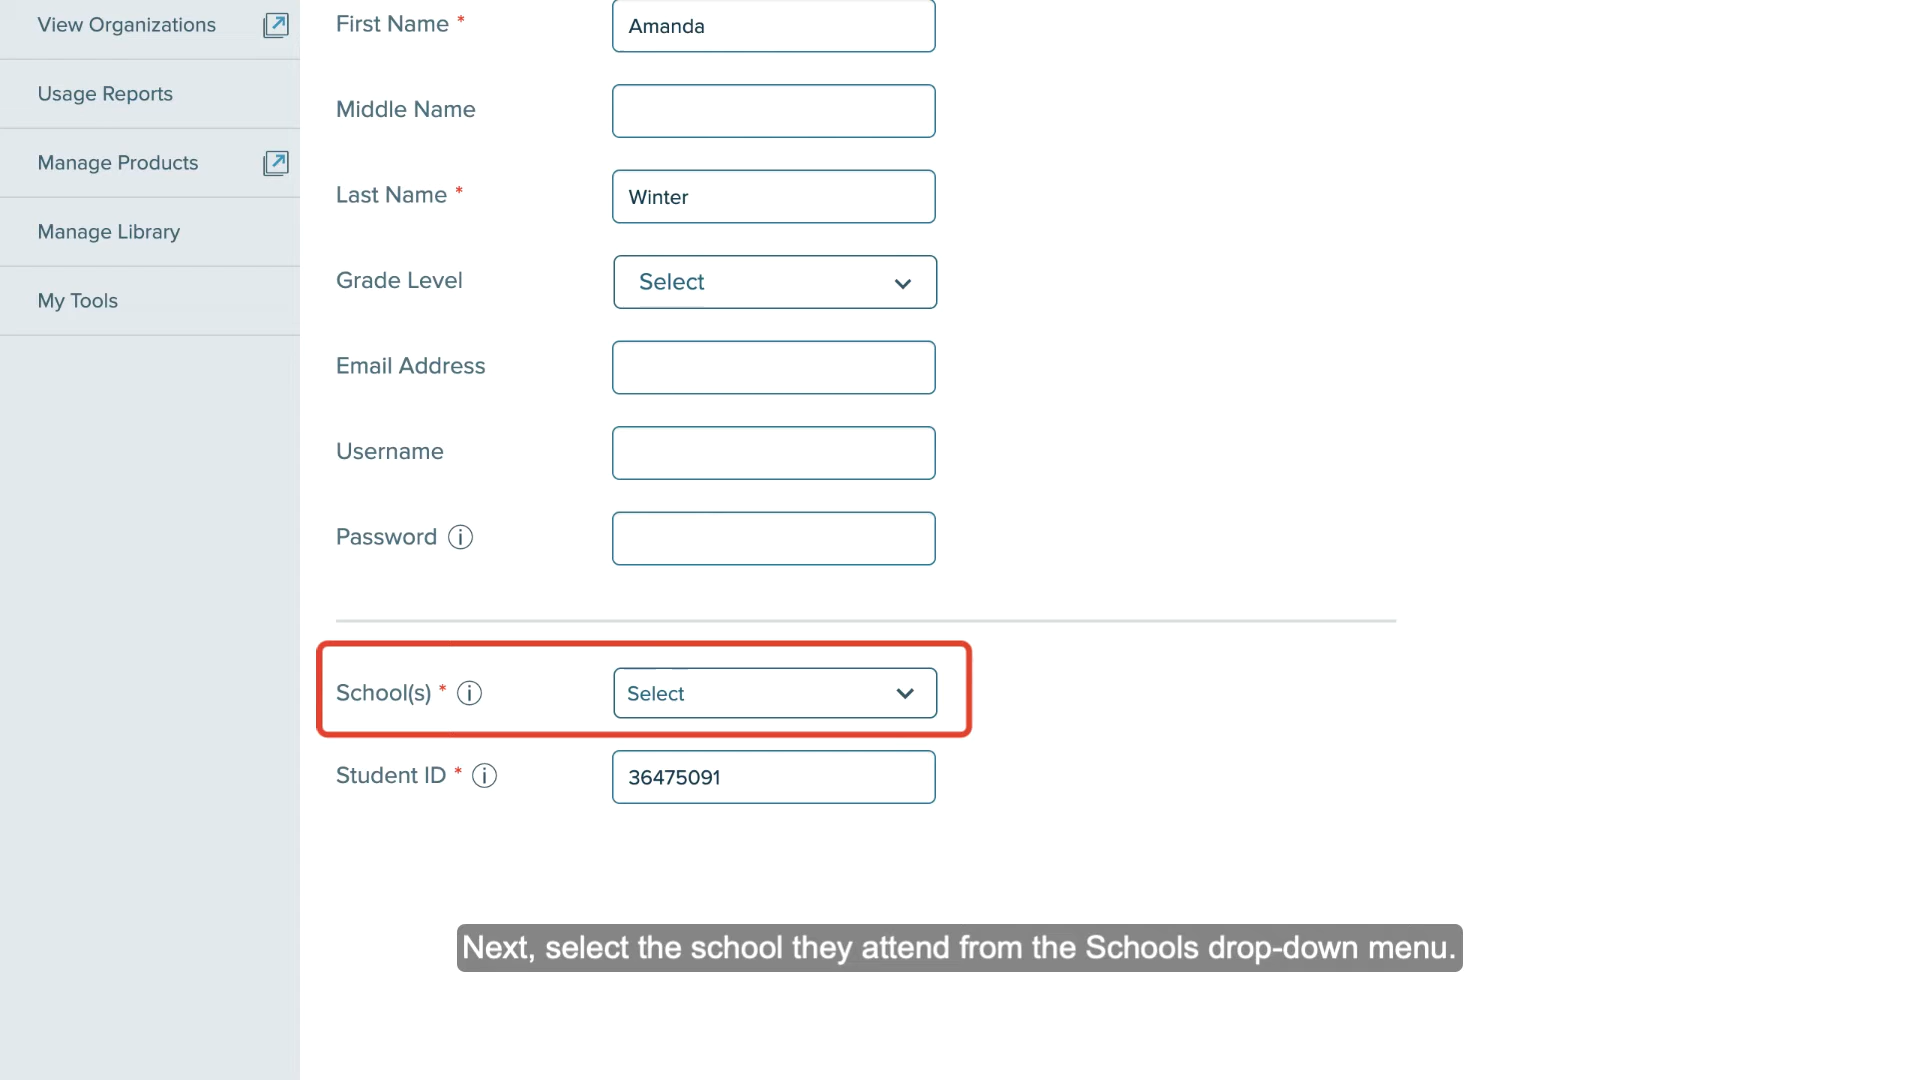 View Organizations
Usage Reports
Manage Products
Manage Library
My Tools
First Name *
Amanda
Middle Name
Last Name *
Winter
Grade Level
Select
Email Address
Username
Password
School(s) *
Select
Student ID *
36475091
Next, select the school they attend from the Schools drop-down menu.